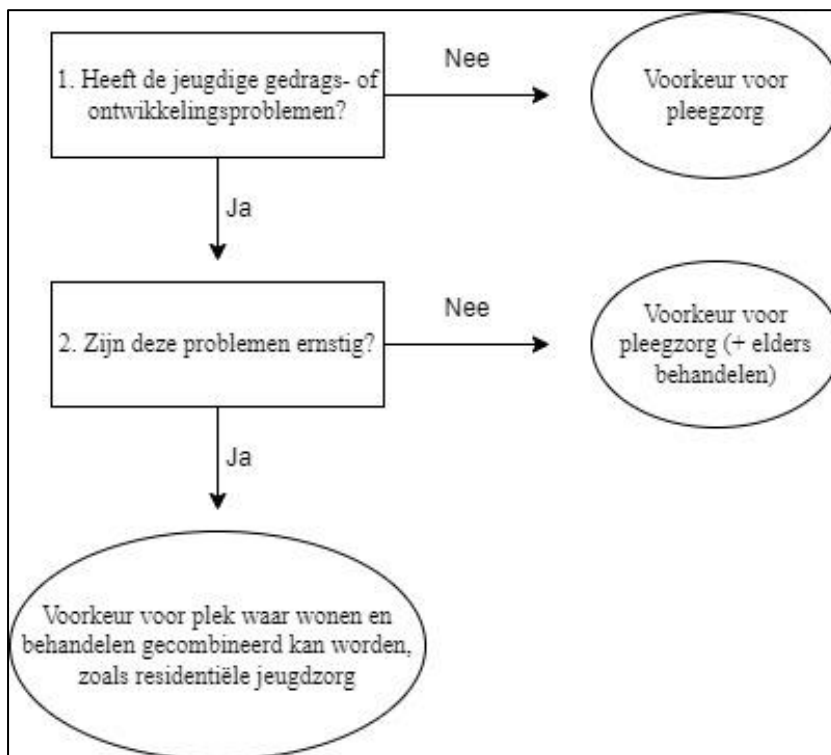 1. Heeft de jeugdige gedrags- of
ontwikkelingsproblemen?
Nee
Voorkeur voor
pleegzorg
Ja
2. Zijn deze problemen ernstig?
Nee
Voorkeur voor
pleegzorg (+ elders
behandelen)
Ja
Voorkeur voor plek waar wonen en
behandelen gecombineerd kan worden,
zoals residentiële jeugdzorg